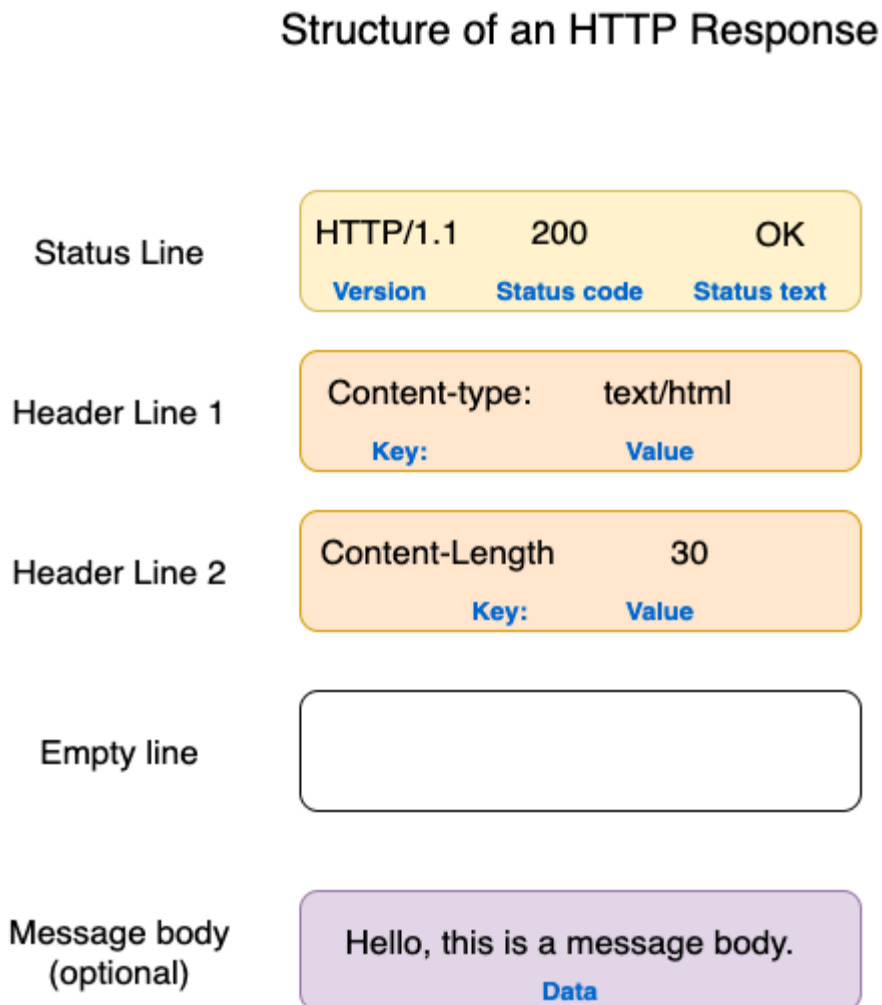 Structure of an HTTP Response
Status Line
HTTP/1.1 200 OK
Version Status code Status text
Header Line 1
Content-type: text/html
Key: Value
Header Line 2
Content-Length 30
Key: Value
Empty line
Message body
(optional)
Hello, this is a message body.
Data